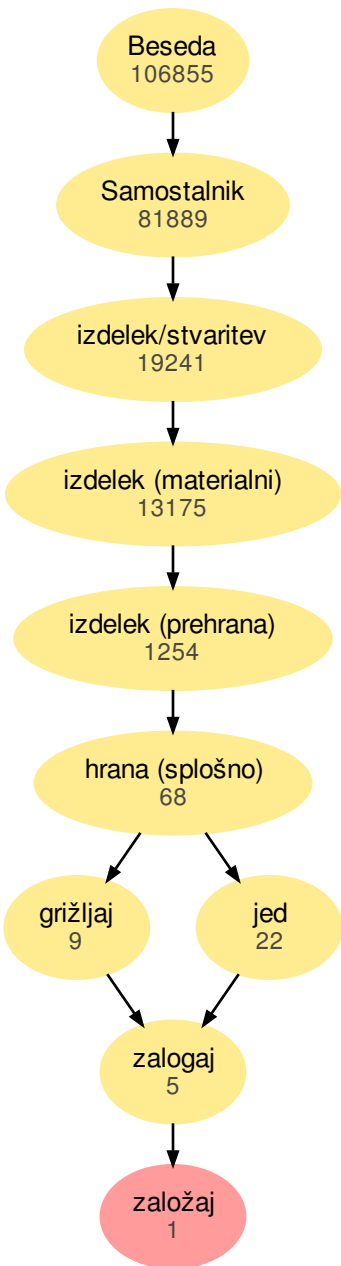 Beseda
106855
Samostalnik
81889
izdelek/stvaritev
19241
izdelek (materialni)
13175
izdelek (prehrana)
1254
hrana (splošno)
68
grižljaj
9
jed
22
zalogaj
5
založaj
1